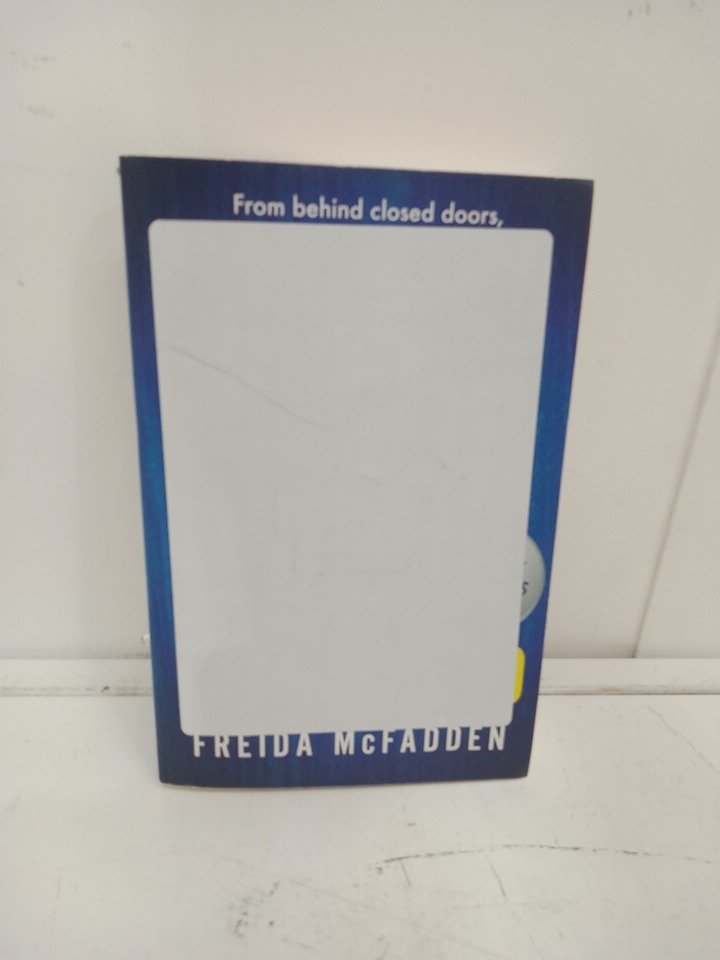 From behind closed doors,
FREIDA McFADDEN